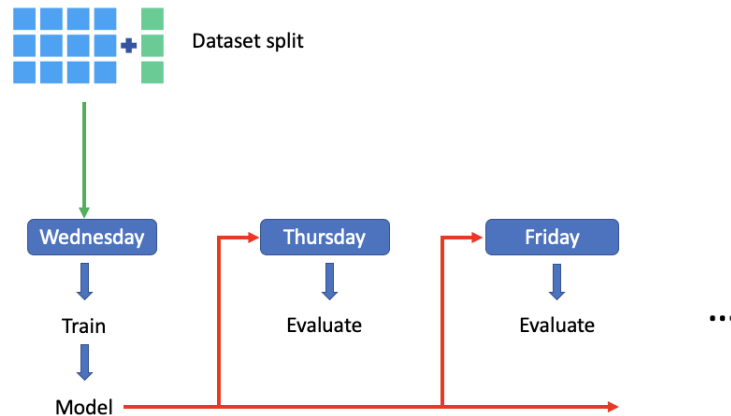 Dataset split
Wednesday
Thursday
Friday
Train
Evaluate
Evaluate
...
Model